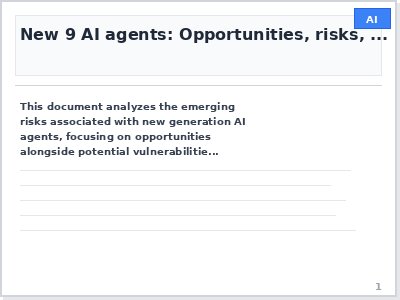 AI
New 9 AI agents: Opportunities, risks, ...
This document analyzes the emerging
risks associated with new generation AI
agents, focusing on opportunities
alongside potential vulnerabilitie...
1